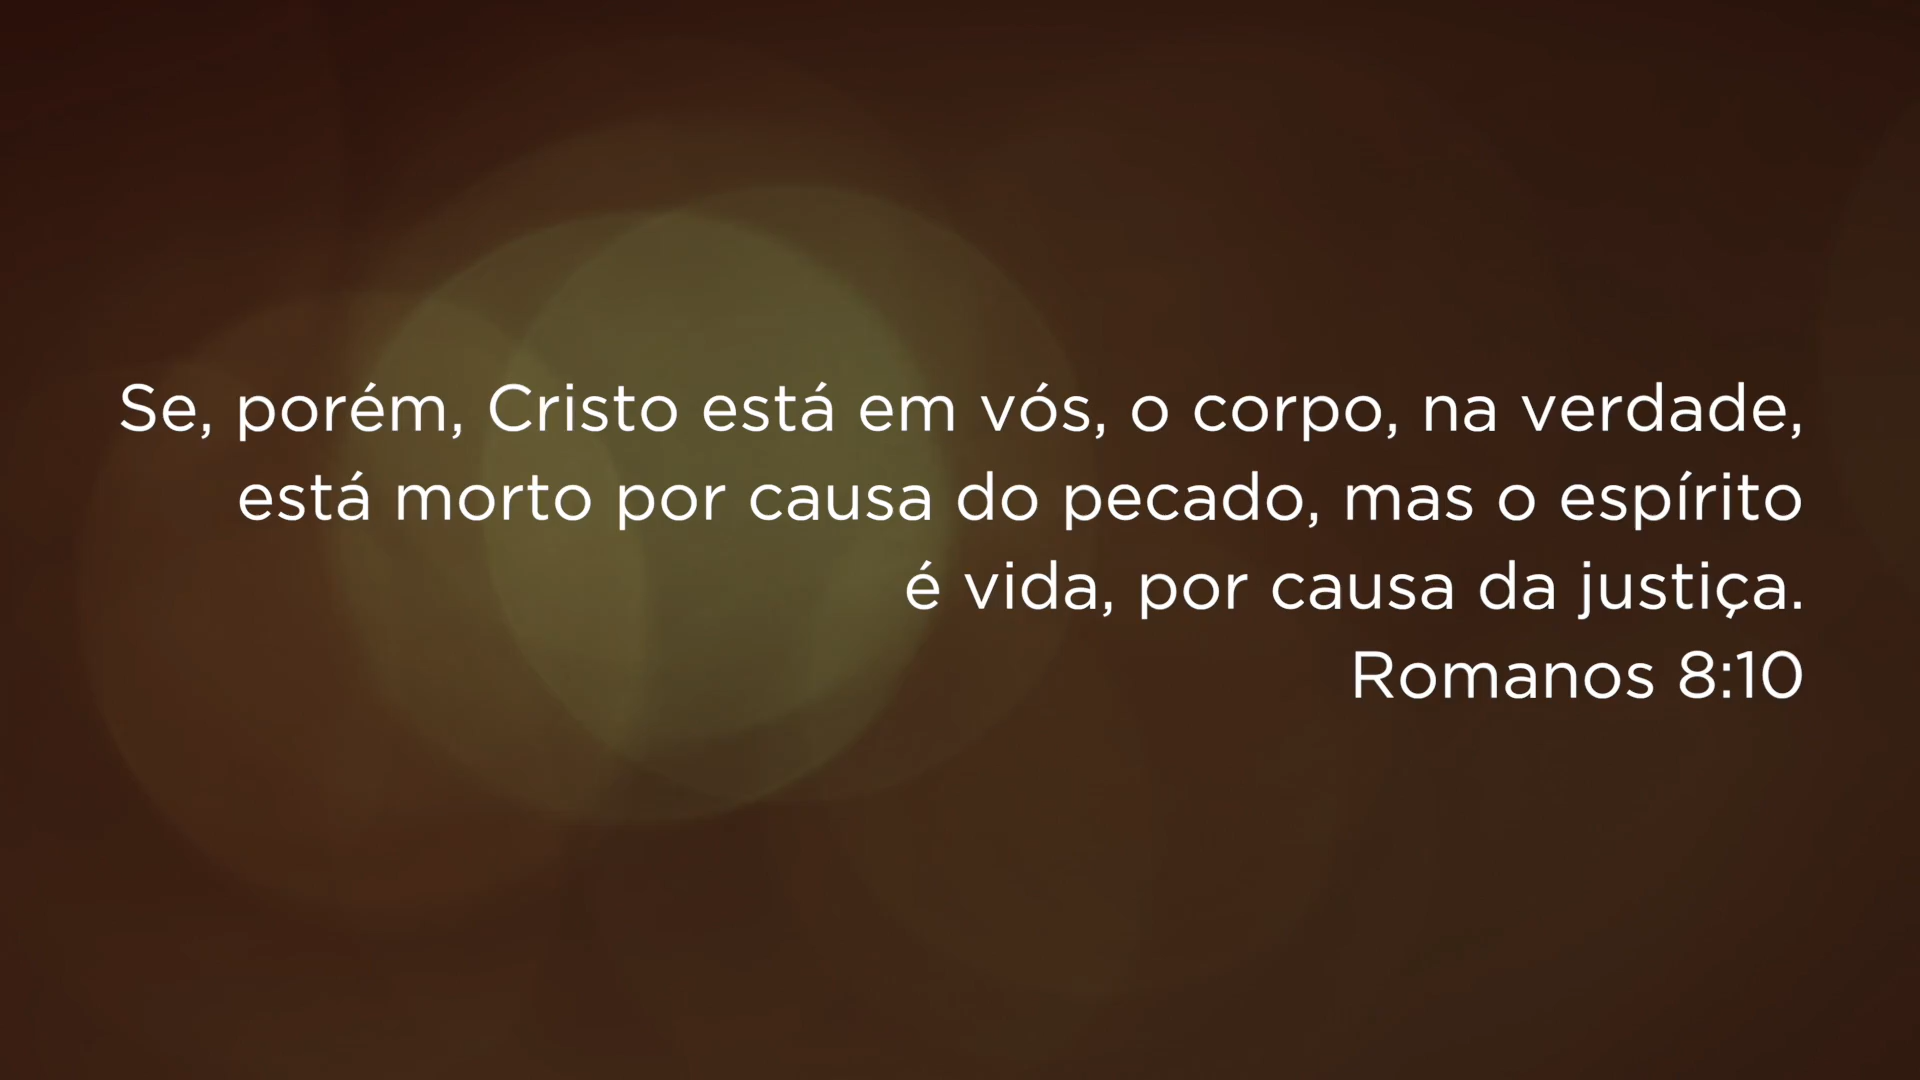 Se, porém, Cristo está em vós, o corpo, na verdade,
está morto por causa do pecado, mas o espírito
é vida, por causa da justiça.
Romanos 8:10